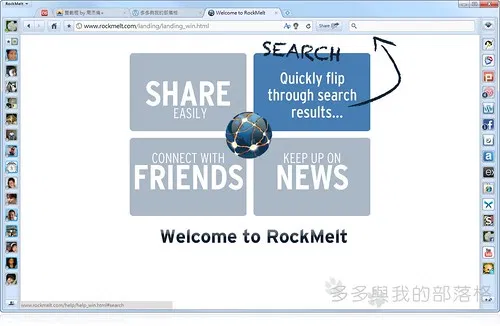 RockMelt
Welcome to RockMelt
www.rockmelt.com/landing/landing_win.html
Share
SEARCH
SHARE
EASILY
Quickly flip
through search
results...
CONNECT WITH
FRIENDS
KEEP UP ON
NEWS
Welcome to RockMelt
www.rockmelt.com/help/help_win.html#search
多多與我的部落格